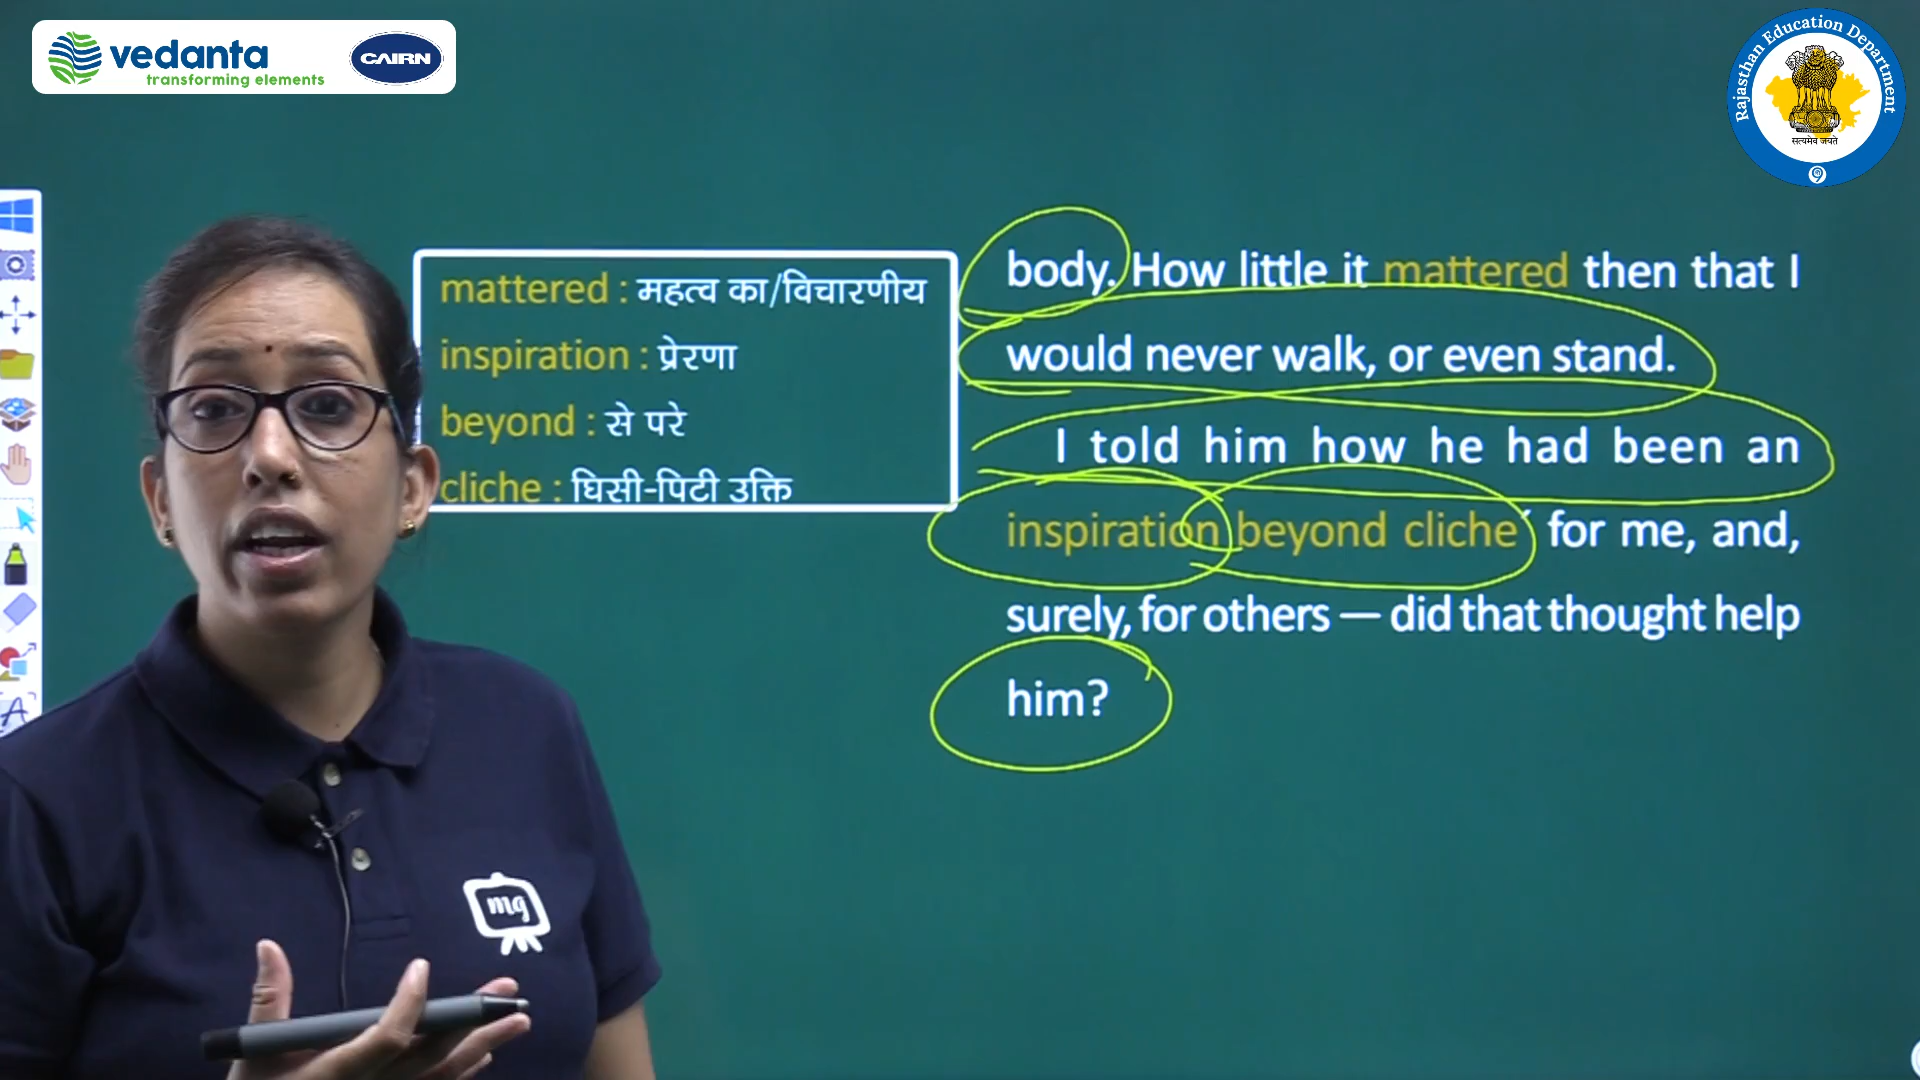 vedanta
transforming elements
CAIRN
Rajasthan Education Department
सत्यमेव जयते
mattered : महत्व का/विचारणीय
inspiration : प्रेरणा
beyond : से परे
cliche : घिसी-पिटी उक्ति
body. How little it mattered then that I
would never walk, or even stand.
I told him how he had been an
inspiration beyond cliche´ for me, and,
surely, for others — did that thought help
him?
mg